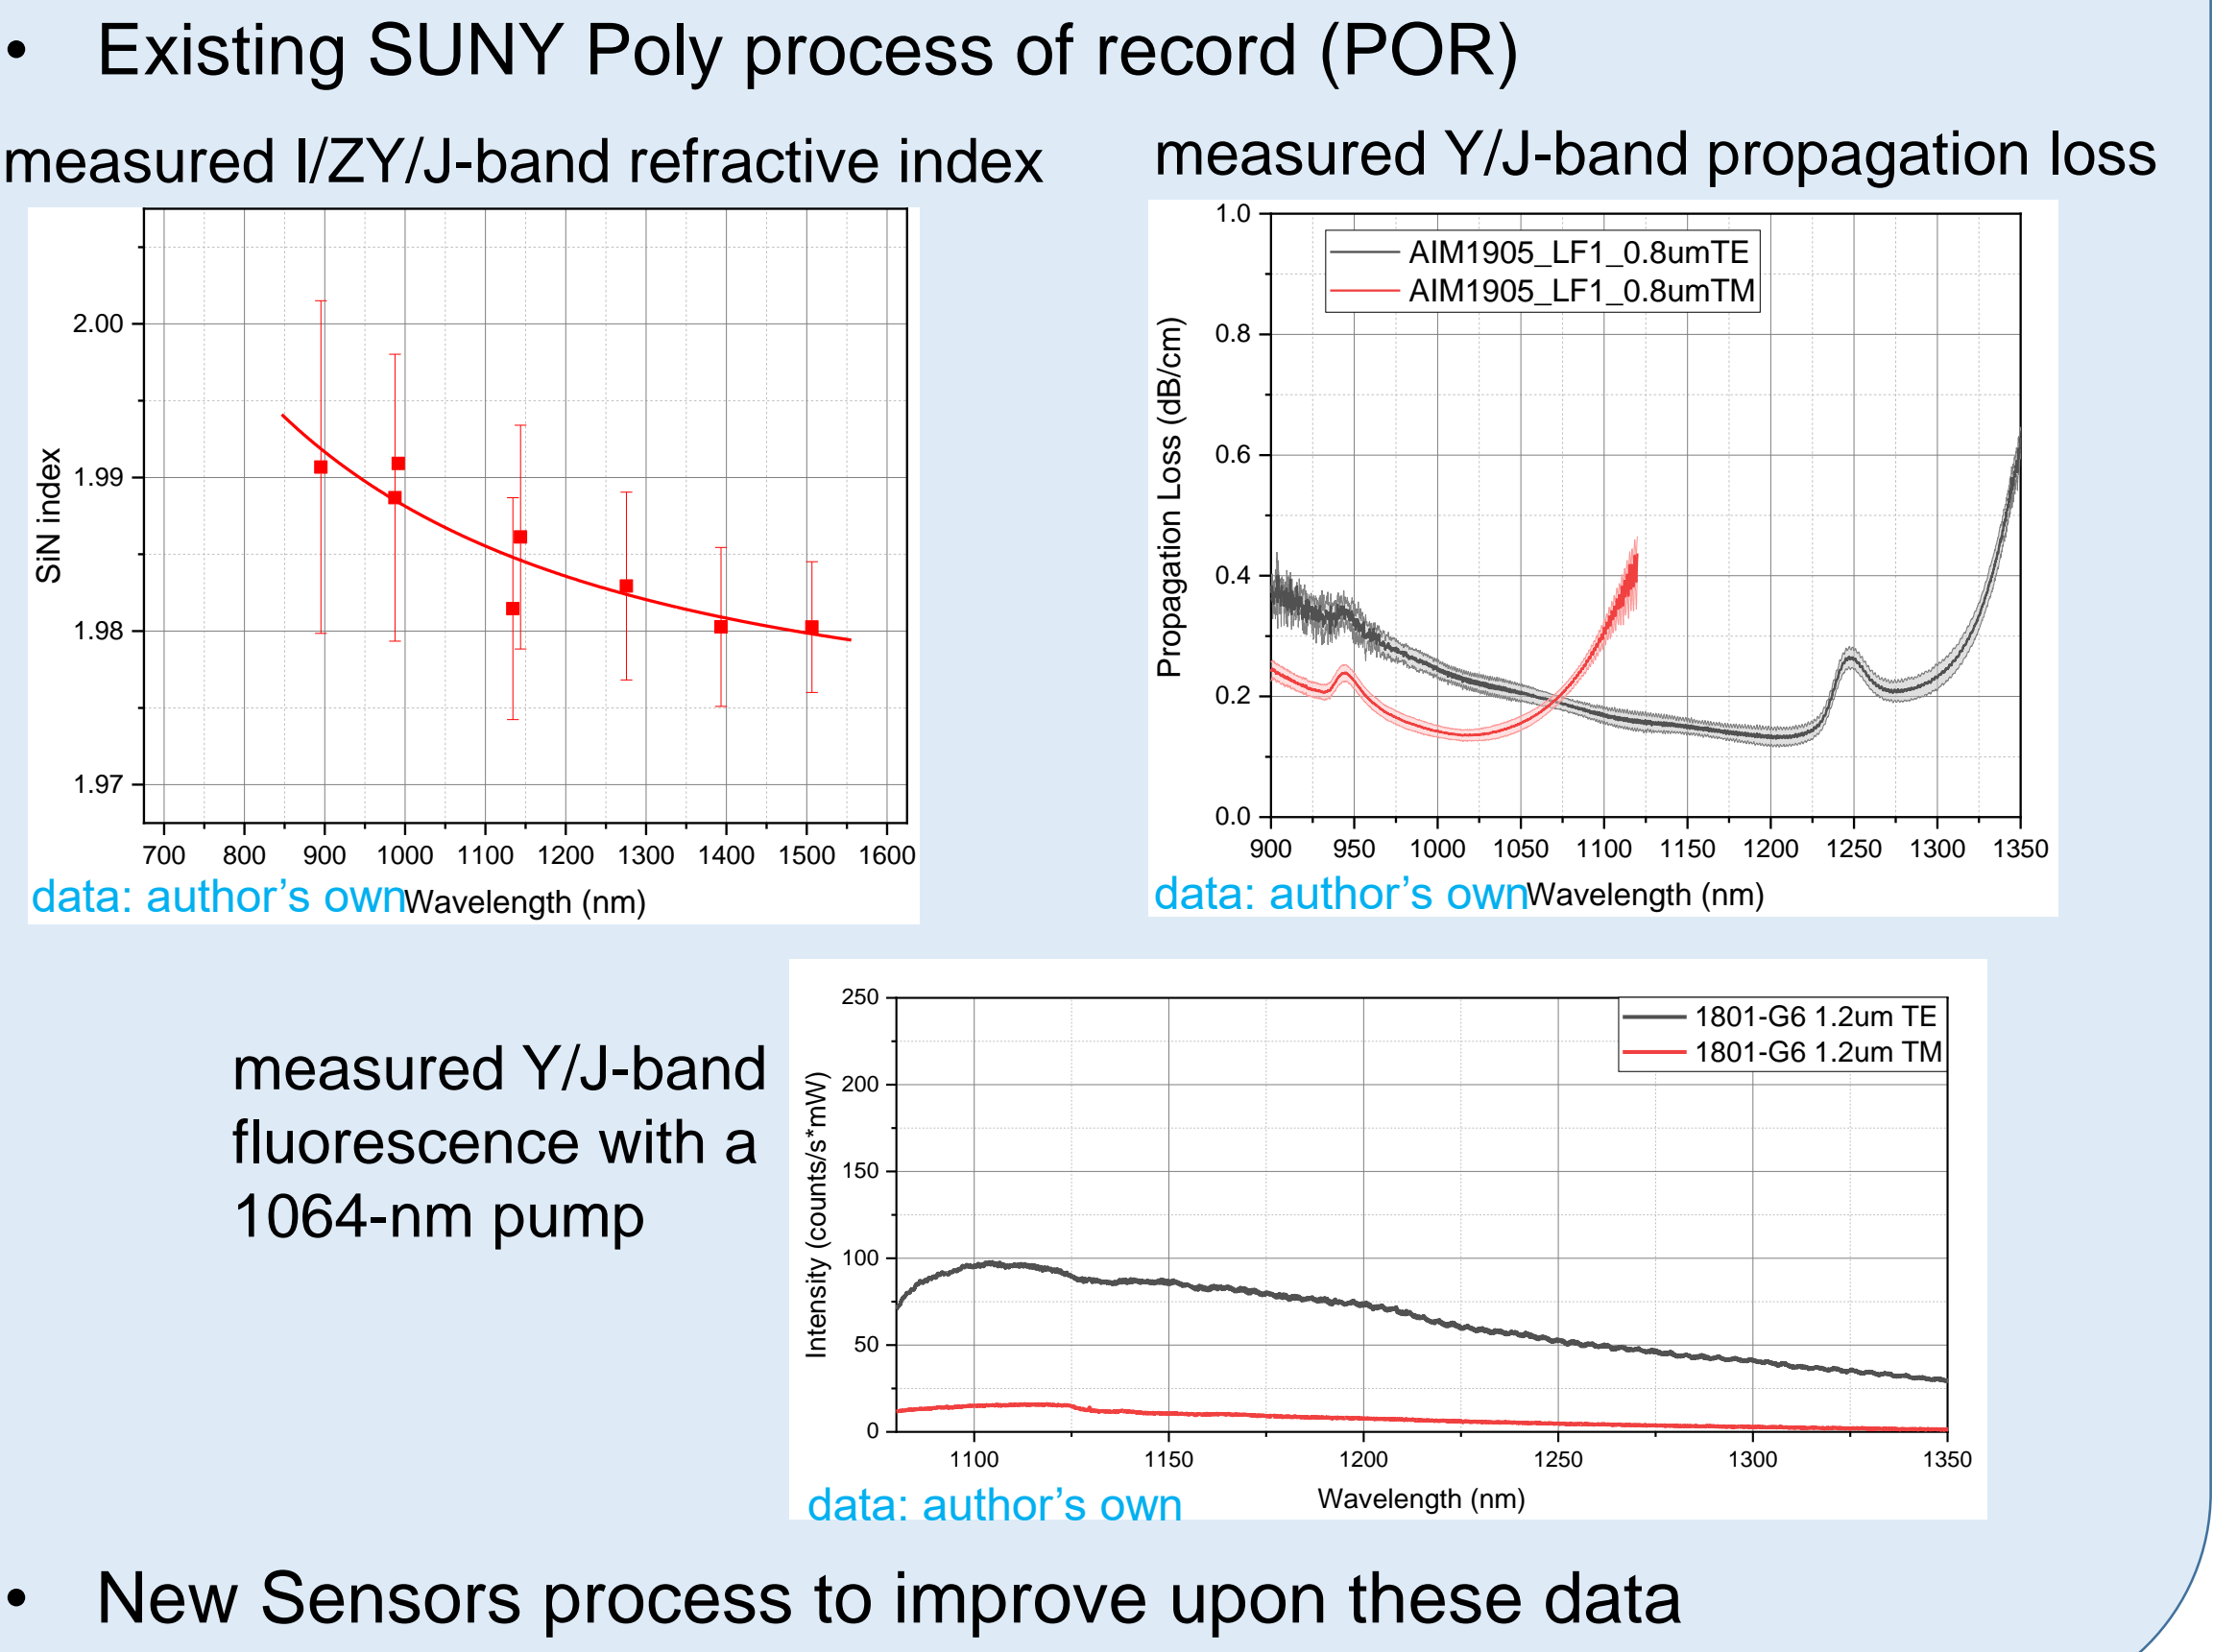 • Existing SUNY Poly process of record (POR)
measured I/ZY/J-band refractive index
2.00
1.99
1.98
1.97
SiN index
700 800 900 1000 1100 1200 1300 1400 1500 1600
data: author’s own
Wavelength (nm)
measured Y/J-band propagation loss
AIM1905_LF1_0.8umTE
AIM1905_LF1_0.8umTM
1.0
0.8
0.6
0.4
0.2
0.0
Propagation Loss (dB/cm)
900 950 1000 1050 1100 1150 1200 1250 1300 1350
data: author’s own
Wavelength (nm)
measured Y/J-band
fluorescence with a
1064-nm pump
1801-G6 1.2um TE
1801-G6 1.2um TM
250
200
150
100
50
0
Intensity (counts/s*mW)
1100 1150 1200 1250 1300 1350
data: author’s own
Wavelength (nm)
• New Sensors process to improve upon these data